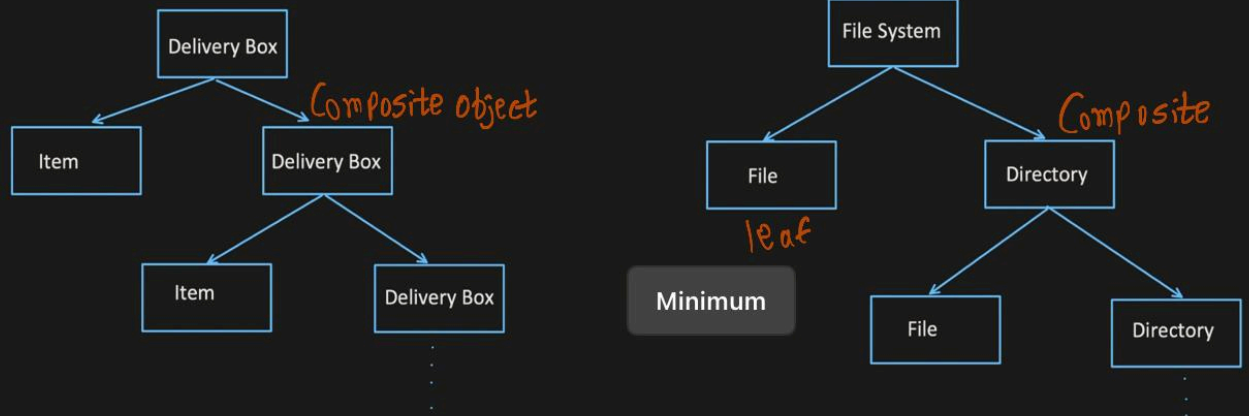 Delivery Box
Composite object
Item
Delivery Box
Item
Delivery Box
File System
Composite
File
Directory
leaf
Minimum
File
Directory